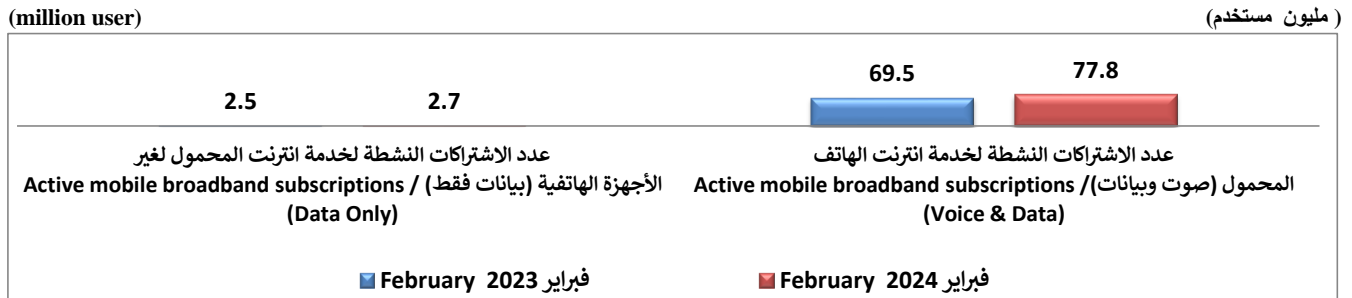 (million user) ( مليون مستخدم)
2.5 2.7 69.5 77.8
عدد الاشتراكات النشطة لخدمة انترنت المحمول لغير
الأجهزة الهاتفية (بيانات فقط) / Active mobile broadband subscriptions
(Data Only)
عدد الاشتراكات النشطة لخدمة انترنت الهاتف
المحمول (صوت وبيانات)/ Active mobile broadband subscriptions
(Voice & Data)
February 2023 فبراير
February 2024 فبراير